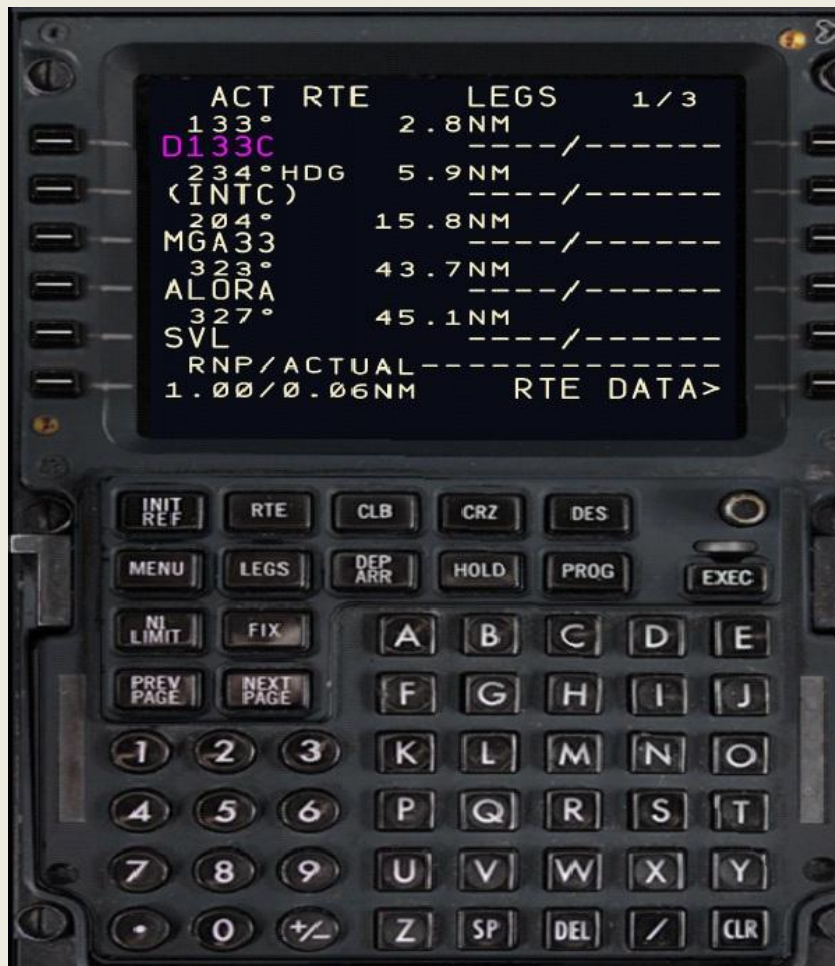 ACT RTE LEGS 1/3
133° 2.8NM
D133C ----/------
234°HDG 5.9NM
(INTC) ----/------
204° 15.8NM
MGA33 ----/------
323° 43.7NM
ALORA ----/------
327° 45.1NM
SVL ----/------
RNP/ACTUAL-------------
1.00/0.06NM RTE DATA>
INIT REF RTE CLB CRZ DES
MENU LEGS DEP ARR HOLD PROG EXEC
N1 LIMIT FIX
PREV PAGE NEXT PAGE
A B C D E
F G H I J
1 2 3 K L M N O
4 5 6 P Q R S T
7 8 9 U V W X Y
. 0 +/- Z SP DEL / CLR